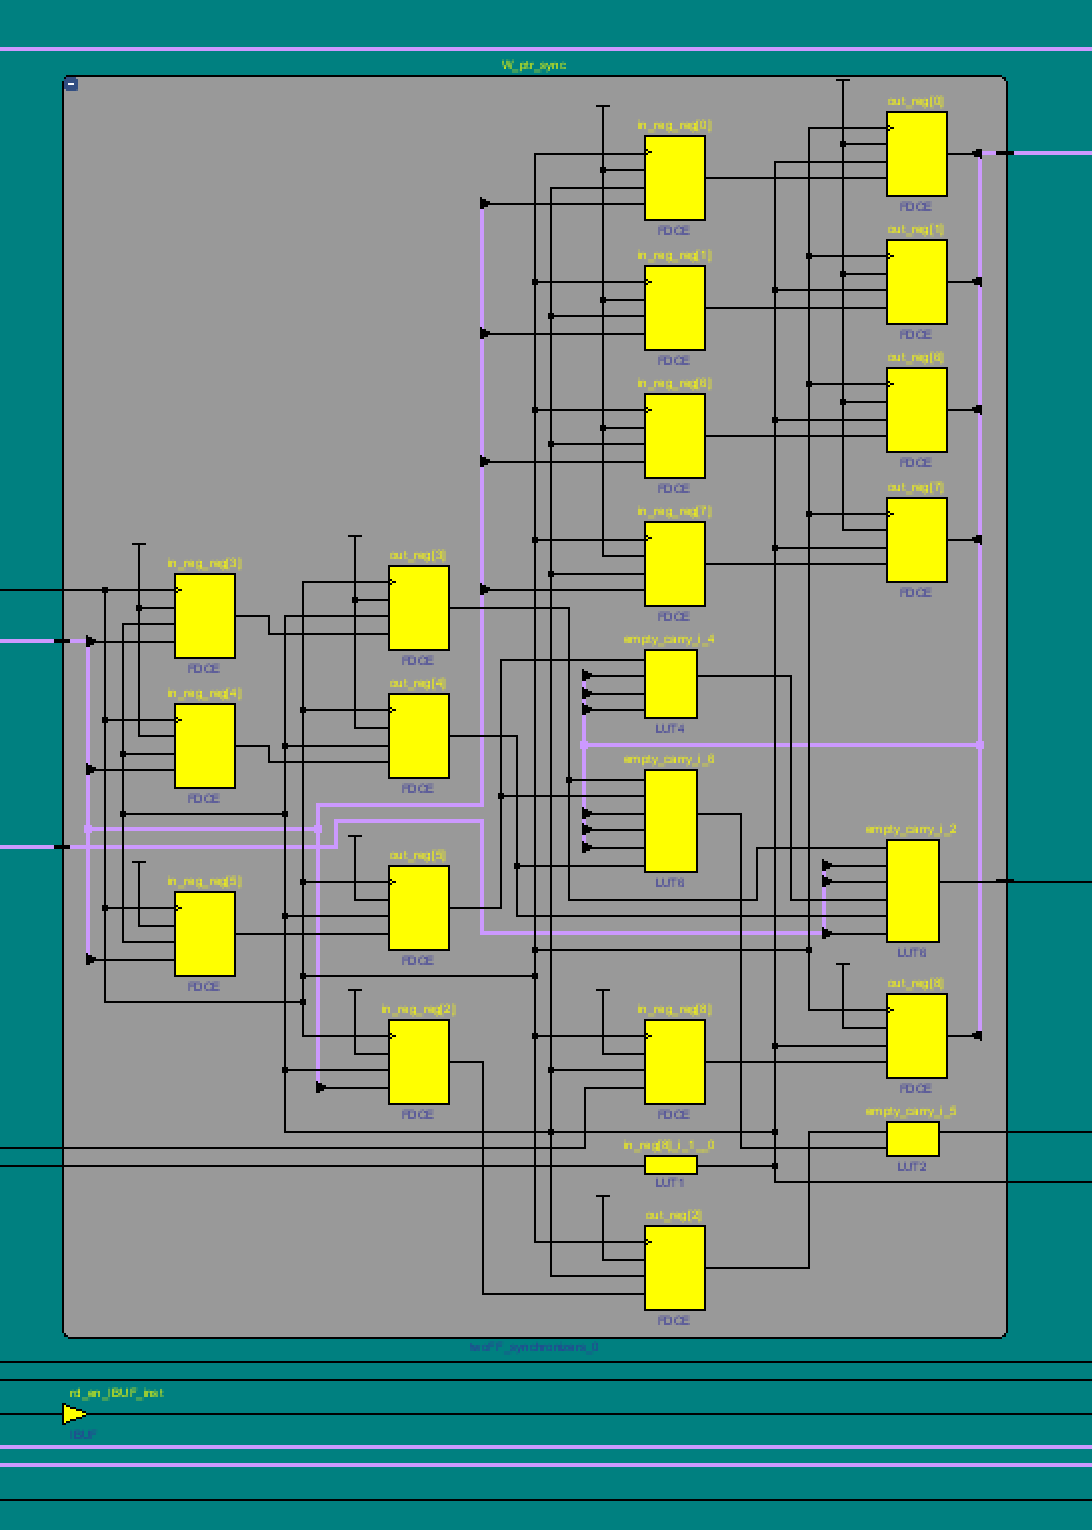 W_ptr_sync
out_reg[0]
FDCE
in_reg_reg[0]
FDCE
out_reg[1]
FDCE
in_reg_reg[1]
FDCE
out_reg[6]
FDCE
in_reg_reg[6]
FDCE
out_reg[7]
FDCE
in_reg_reg[7]
FDCE
in_reg_reg[3]
FDCE
out_reg[3]
FDCE
empty_carry_i_4
LUT4
in_reg_reg[4]
FDCE
out_reg[4]
FDCE
empty_carry_i_6
LUT6
empty_carry_i_2
LUT6
in_reg_reg[5]
FDCE
out_reg[5]
FDCE
in_reg_reg[2]
FDCE
in_reg_reg[8]
FDCE
out_reg[8]
FDCE
empty_carry_i_5
LUT2
in_reg[8]_i_1__0
LUT1
out_reg[2]
FDCE
twoFF_synchronizers_0
rd_en_IBUF_inst
IBUF